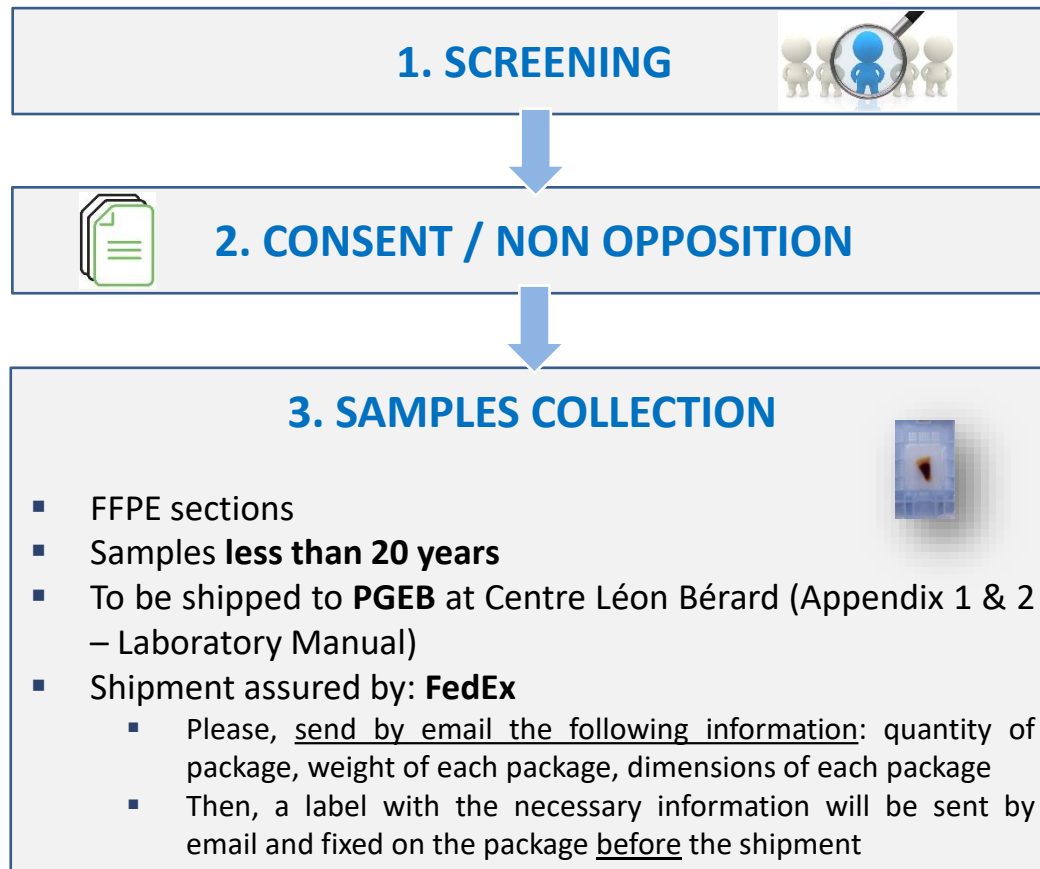 1. SCREENING
2. CONSENT / NON OPPOSITION
3. SAMPLES COLLECTION
▪ FFPE sections
▪ Samples less than 20 years
▪ To be shipped to PGEB at Centre Léon Bérard (Appendix 1 & 2
– Laboratory Manual)
▪ Shipment assured by: FedEx
▪ Please, send by email the following information: quantity of
package, weight of each package, dimensions of each package
▪ Then, a label with the necessary information will be sent by
email and fixed on the package before the shipment